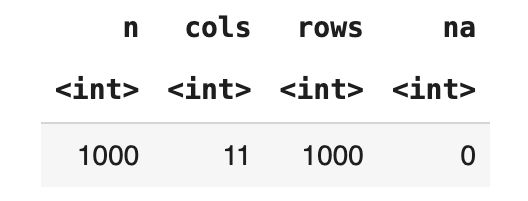 n cols rows na
<int> <int> <int> <int>
1000 11 1000 0